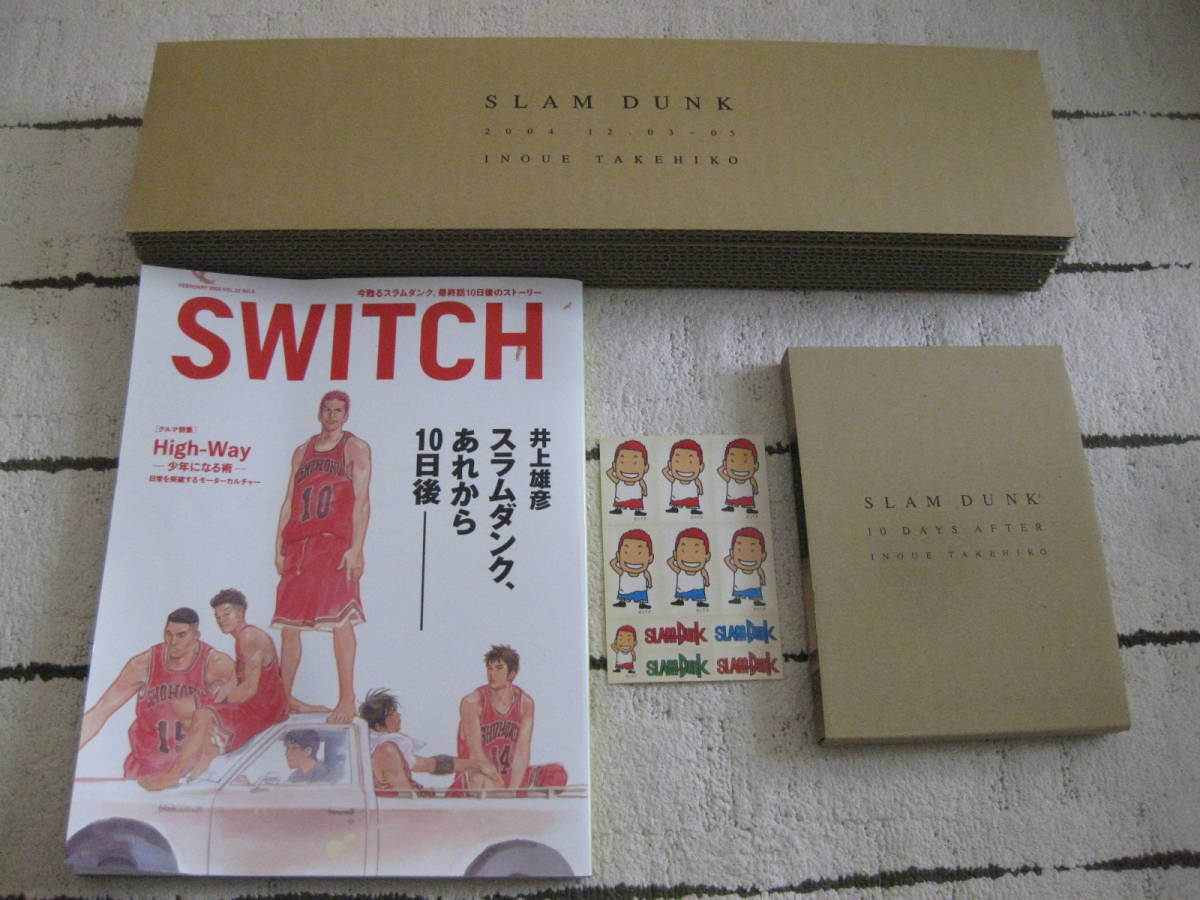 SLAM DUNK
2004.12.03-05
INOUE TAKEHIKO
今甦るスラムダンク、最終話10日後のストーリー
SWITCH
[クルマ特集]
High-Way
—少年になる術—
日常を突破するモーターカルチャー
井上雄彦
スラムダンク、
あれから
10日後
SHOHOKU
10
SHOHOKU
15
SHOHOKU
14
SLAM DUNK
SLAM DUNK
SLAM DUNK
SLAM DUNK
SLAM DUNK
10 DAYS AFTER
INOUE TAKEHIKO